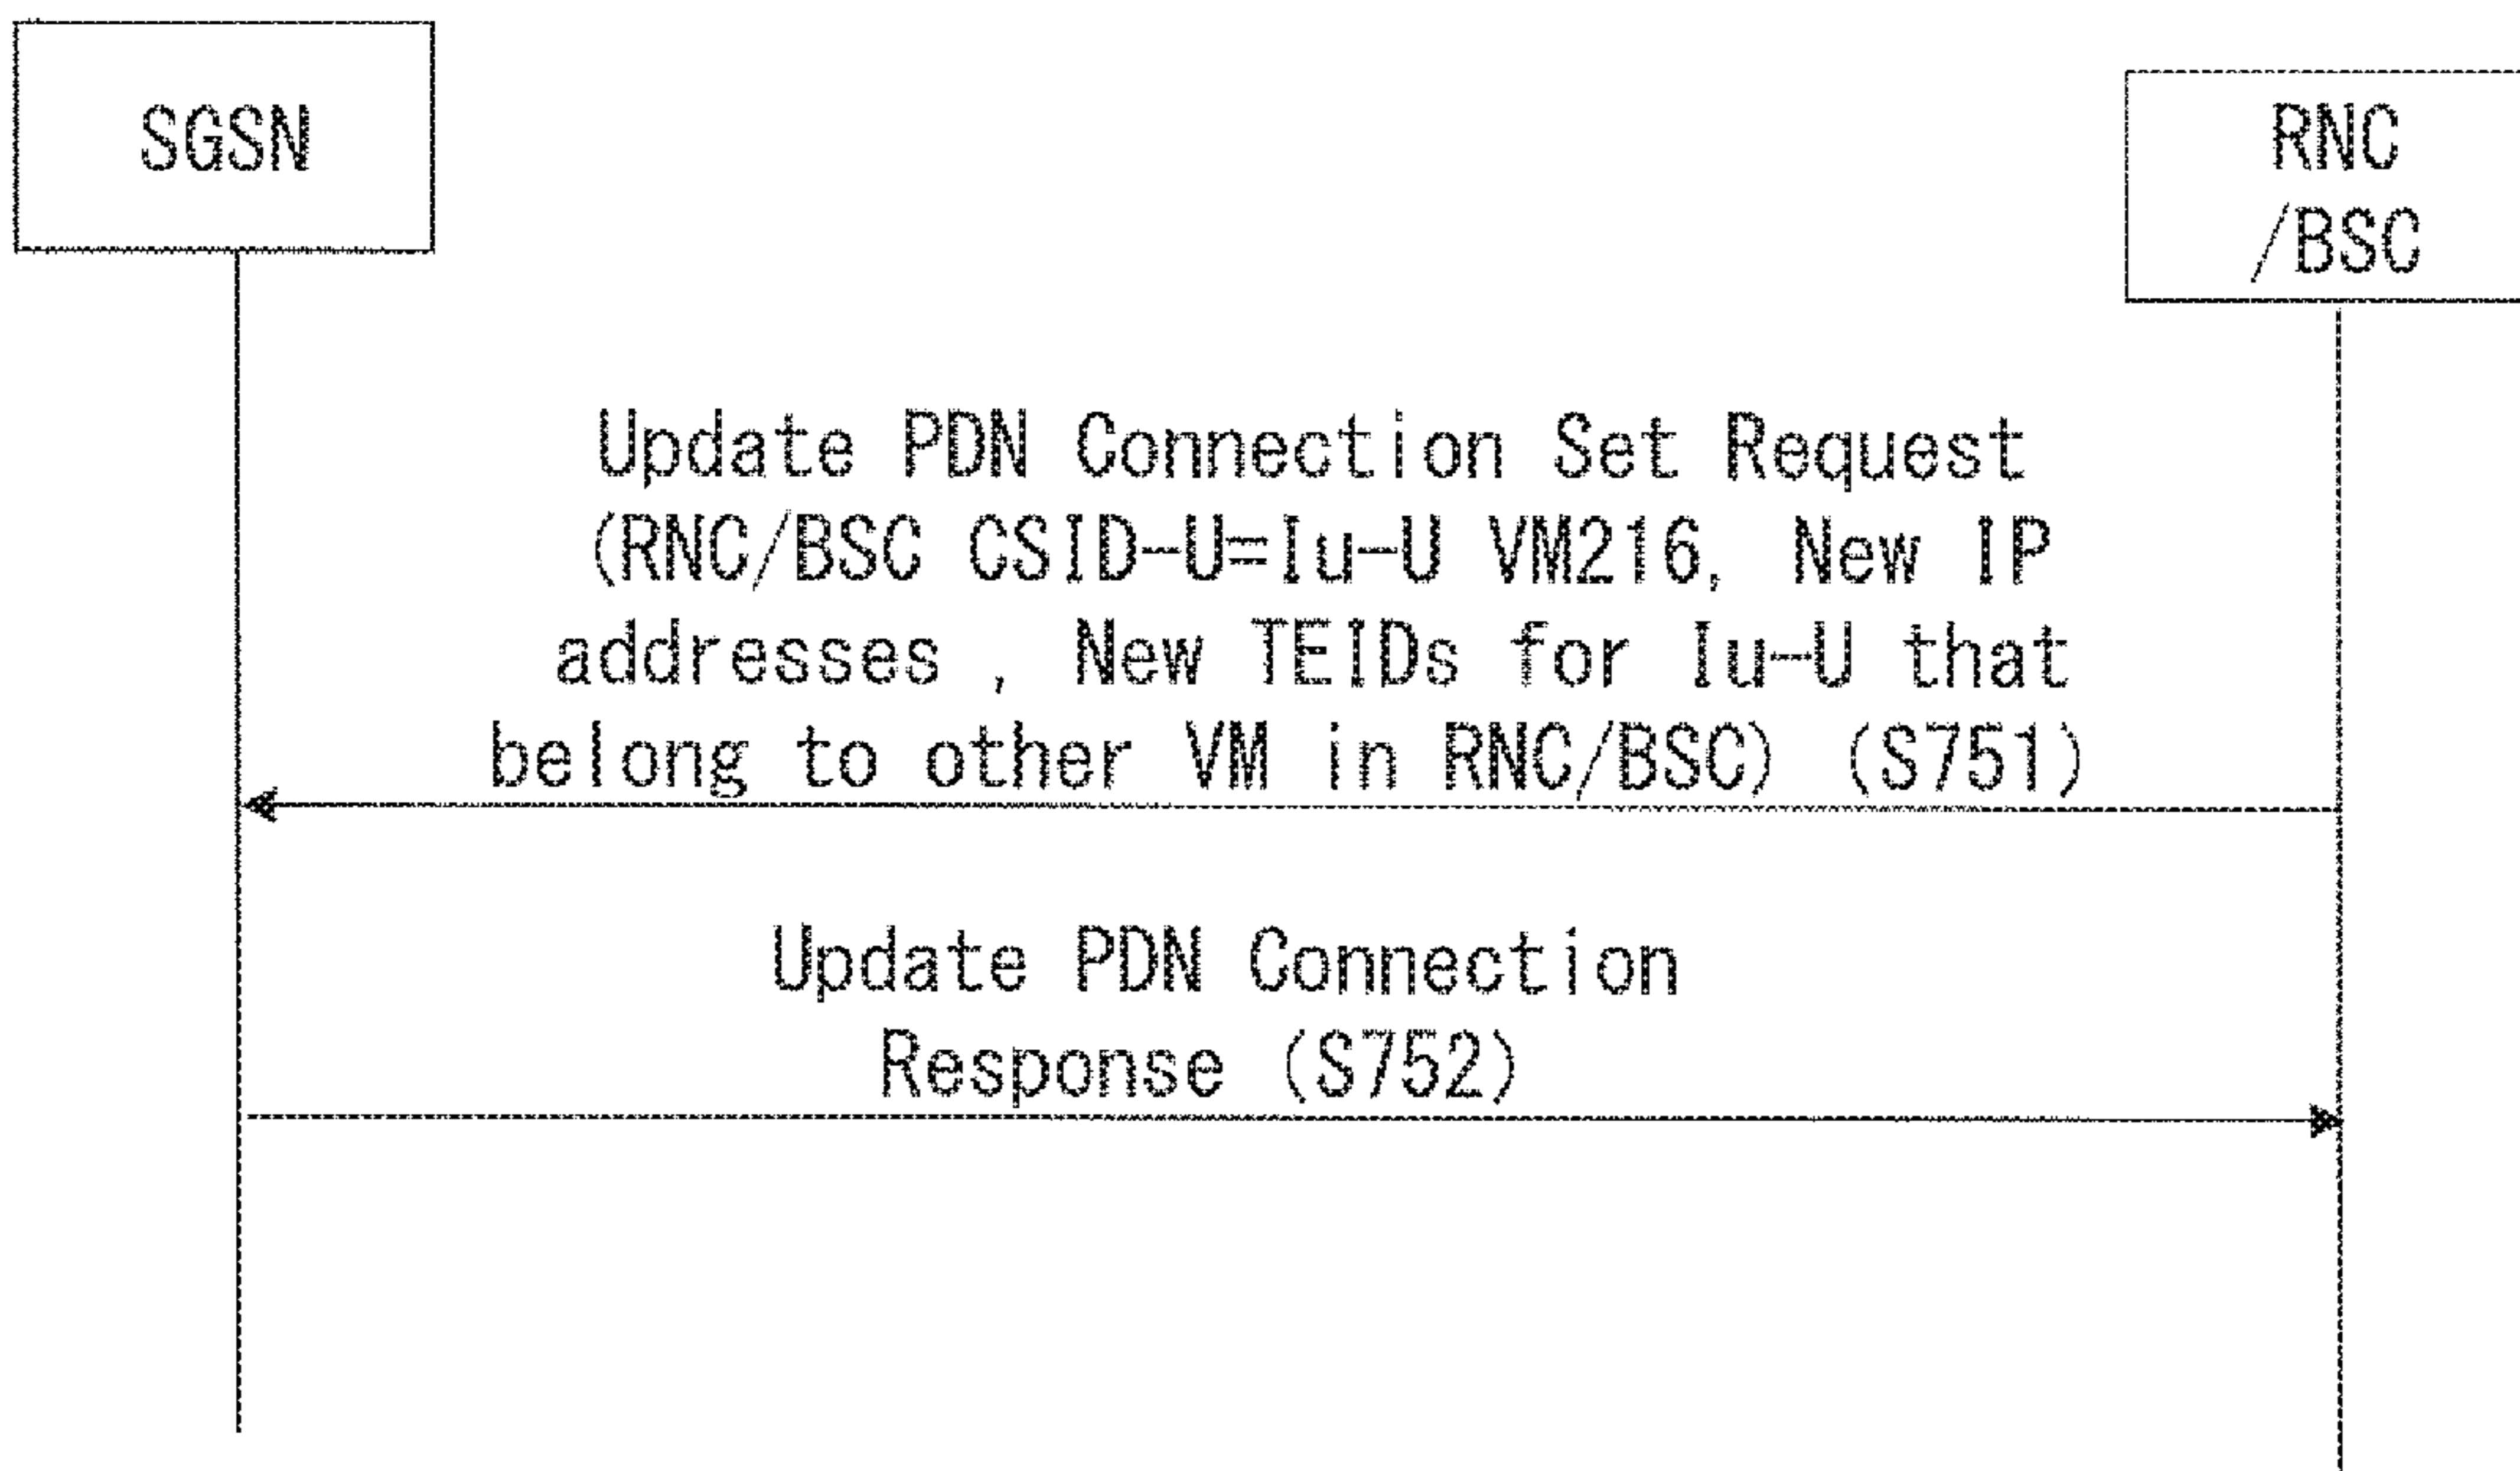 SGSN
RNC
/BSC
Update PDN Connection Set Request
(RNC/BSC CSID-U=Iu-U VM216, New IP
addresses , New TEIDs for Iu-U that
belong to other VM in RNC/BSC) (S751)
Update PDN Connection
Response (S752)